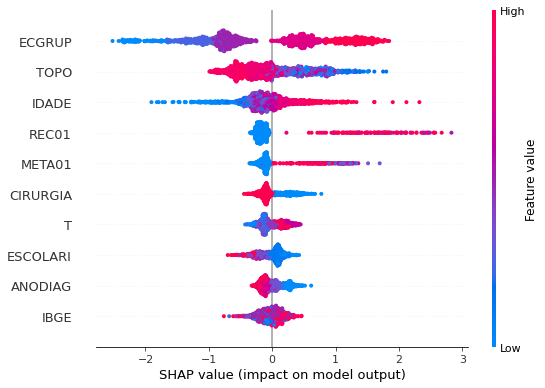 High
ECGRUP
TOPO
IDADE
REC01
META01
CIRURGIA
T
ESCOLARI
ANODIAG
IBGE
Feature value
Low
−2 −1 0 1 2 3
SHAP value (impact on model output)